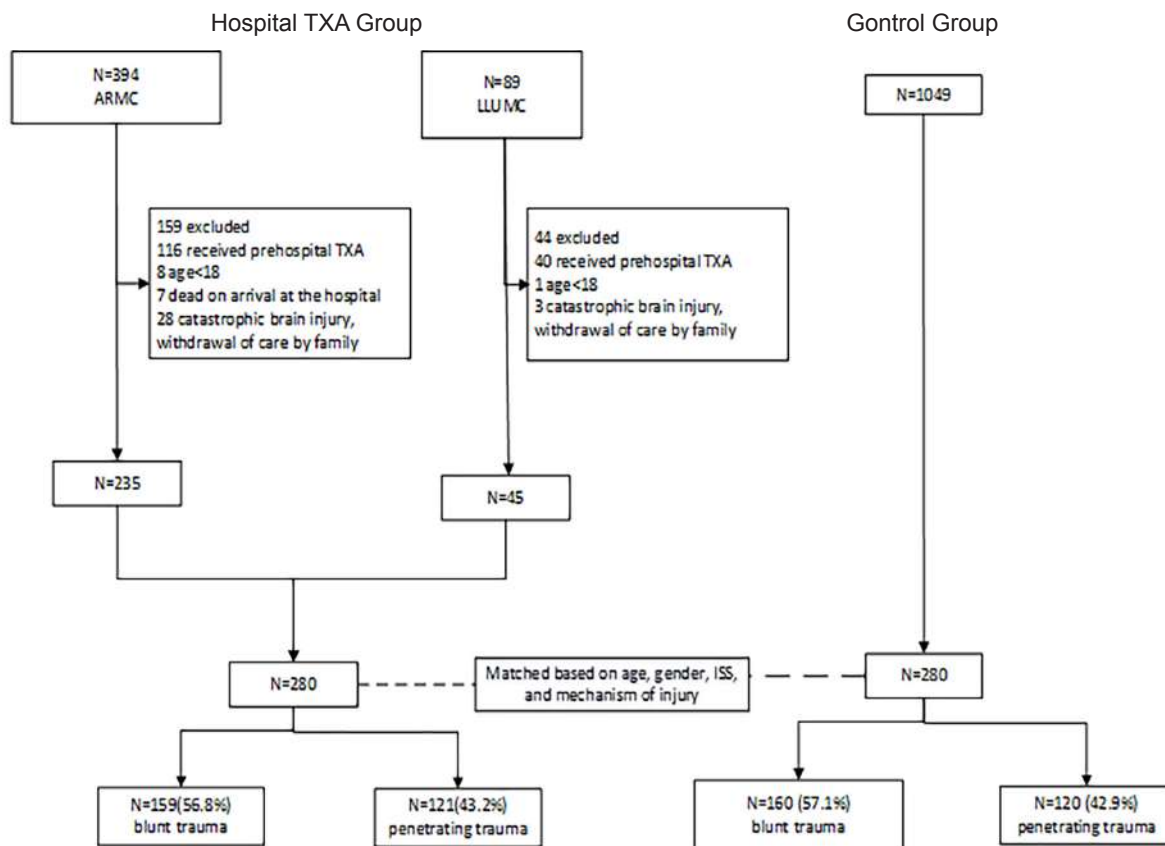 Hospital TXA Group
Gontrol Group
N=394
ARMC
N=89
LLUMC
N=1049
159 excluded
116 received prehospital TXA
8 age<18
7 dead on arrival at the hospital
28 catastrophic brain injury,
withdrawal of care by family
44 excluded
40 received prehospital TXA
1 age<18
3 catastrophic brain injury,
withdrawal of care by family
N=235
N=45
N=280
Matched based on age, gender, ISS,
and mechanism of injury
N=280
N=159(56.8%)
blunt trauma
N=121(43.2%)
penetrating trauma
N=160 (57.1%)
blunt trauma
N=120 (42.9%)
penetrating trauma